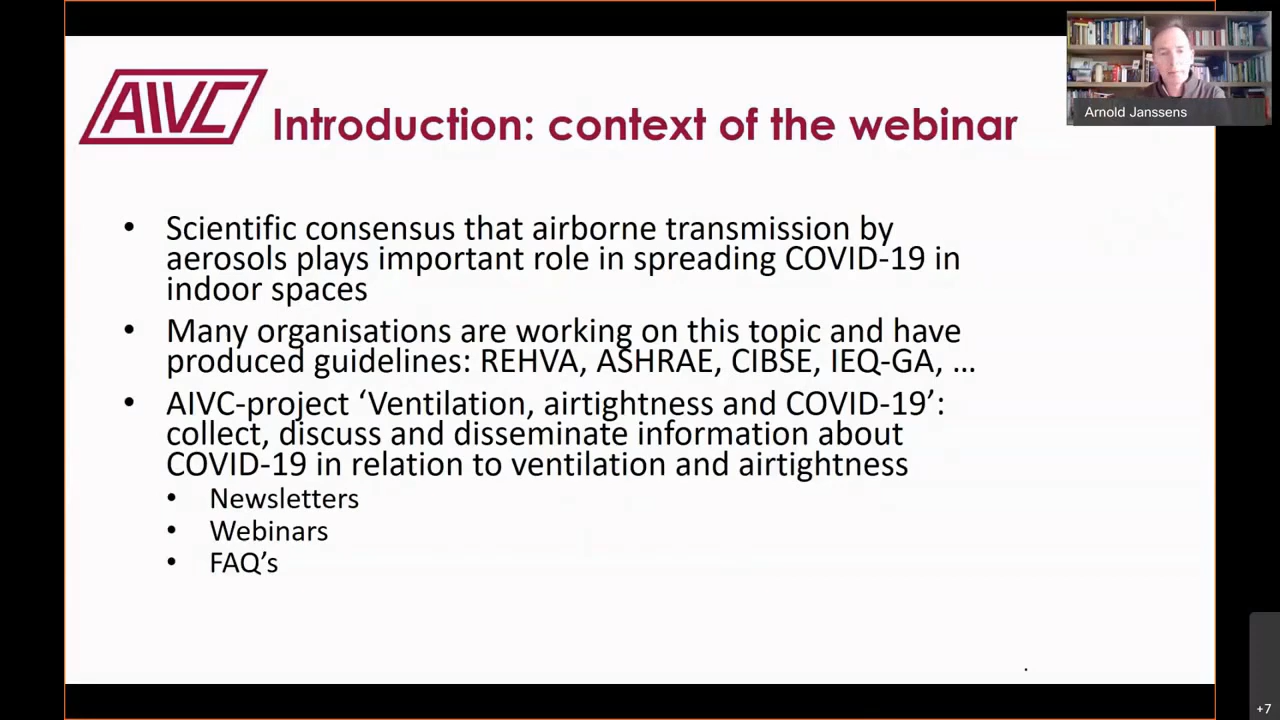 AIVC
Introduction: context of the webinar
Arnold Janssens
• Scientific consensus that airborne transmission by
aerosols plays important role in spreading COVID-19 in
indoor spaces
• Many organisations are working on this topic and have
produced guidelines: REHVA, ASHRAE, CIBSE, IEQ-GA, ...
• AIVC-project ‘Ventilation, airtightness and COVID-19’:
collect, discuss and disseminate information about
COVID-19 in relation to ventilation and airtightness
• Newsletters
• Webinars
• FAQ’s
.
+7